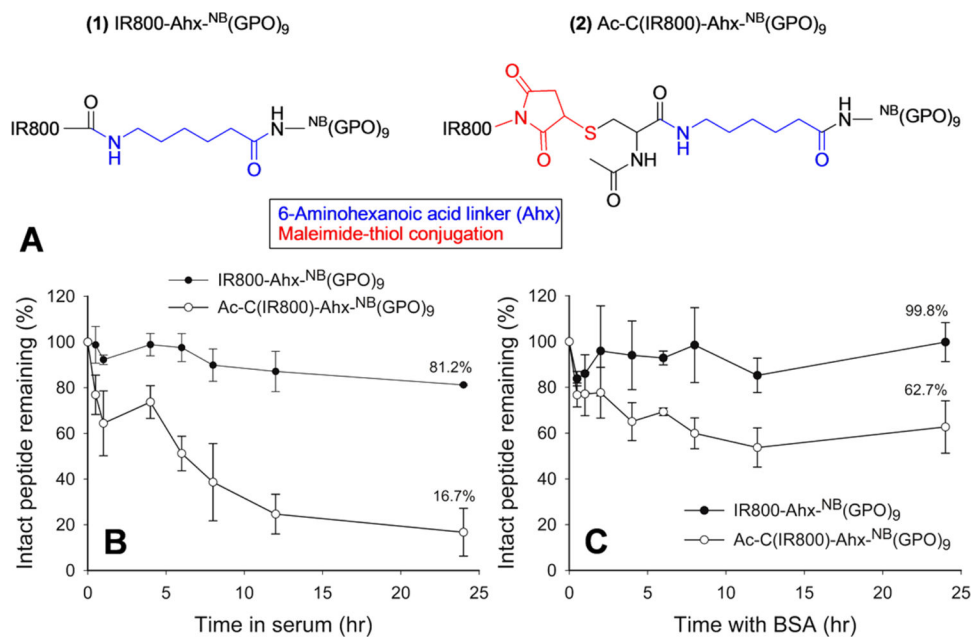 (1) IR800-Ahx-NB(GPO)9
(2) Ac-C(IR800)-Ahx-NB(GPO)9
IR800
O
N
H
O
H
N
NB(GPO)9
IR800
O
N
O
S
O
N
H
NH
O
O
H
N
NB(GPO)9
6-Aminohexanoic acid linker (Ahx)
Maleimide-thiol conjugation
A
IR800-Ahx-NB(GPO)9
Ac-C(IR800)-Ahx-NB(GPO)9
Intact peptide remaining (%)
120
100
80
60
40
20
0
81.2%
16.7%
B
0 5 10 15 20 25
Time in serum (hr)
Intact peptide remaining (%)
120
100
80
60
40
20
0
99.8%
62.7%
IR800-Ahx-NB(GPO)9
Ac-C(IR800)-Ahx-NB(GPO)9
C
0 5 10 15 20 25
Time with BSA (hr)